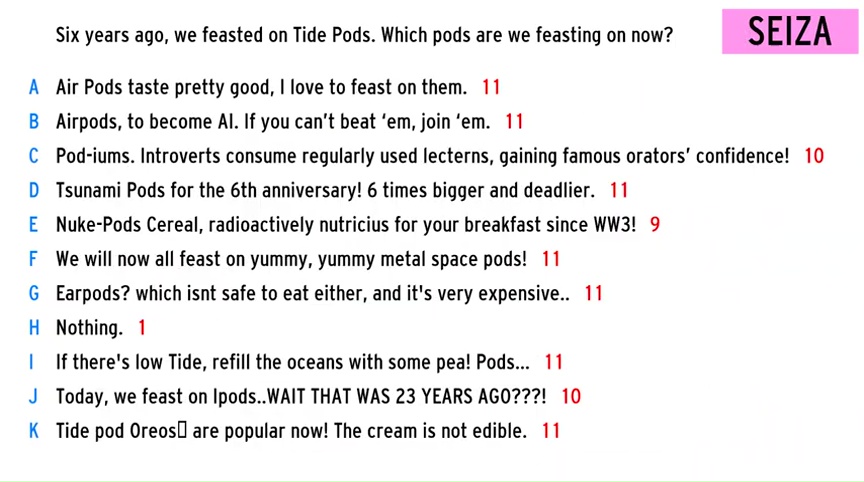 Six years ago, we feasted on Tide Pods. Which pods are we feasting on now?
SEIZA
A Air Pods taste pretty good, I love to feast on them. 11
B Airpods, to become AI. If you can't beat ‘em, join ‘em. 11
C Pod-iums. Introverts consume regularly used lecterns, gaining famous orators’ confidence! 10
D Tsunami Pods for the 6th anniversary! 6 times bigger and deadlier. 11
E Nuke-Pods Cereal, radioactively nutricius for your breakfast since WW3! 9
F We will now all feast on yummy, yummy metal space pods! 11
G Earpods? which isnt safe to eat either, and it's very expensive.. 11
H Nothing. 1
I If there's low Tide, refill the oceans with some pea! Pods... 11
J Today, we feast on Ipods..WAIT THAT WAS 23 YEARS AGO???! 10
K Tide pod Oreos▯ are popular now! The cream is not edible. 11